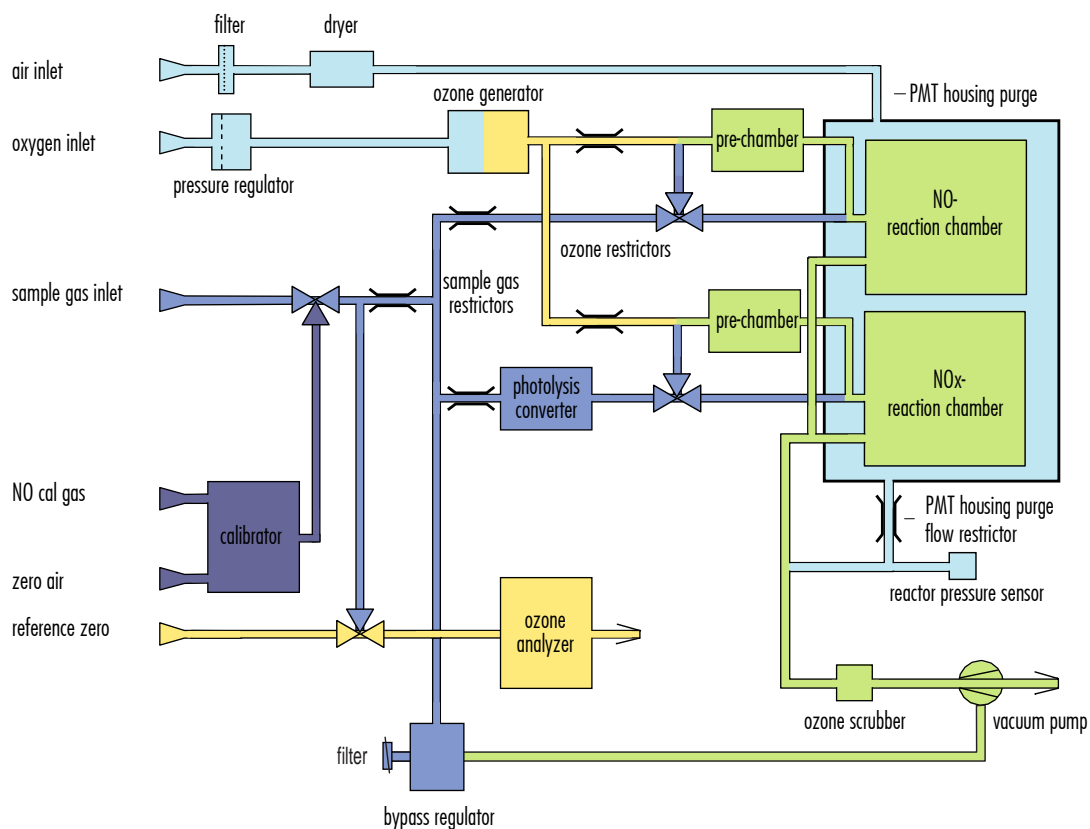 filter
dryer
air inlet
– PMT housing purge
ozone generator
oxygen inlet
pre-chamber
pressure regulator
NO-
reaction chamber
ozone restrictors
sample gas inlet
sample gas
restrictors
pre-chamber
photolysis
converter
NOx-
reaction chamber
NO cal gas
calibrator
– PMT housing purge
flow restrictor
zero air
reactor pressure sensor
reference zero
ozone
analyzer
ozone scrubber
vacuum pump
filter
bypass regulator